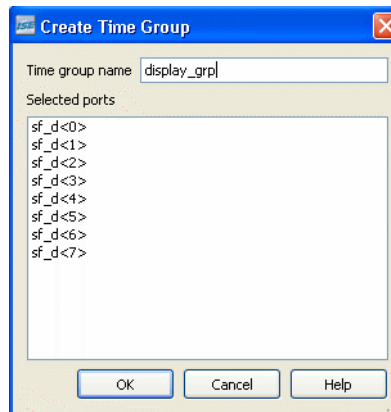 ISE Create Time Group
Time group name display_grp
Selected ports
sf_d<0>
sf_d<1>
sf_d<2>
sf_d<3>
sf_d<4>
sf_d<5>
sf_d<6>
sf_d<7>
OK Cancel Help